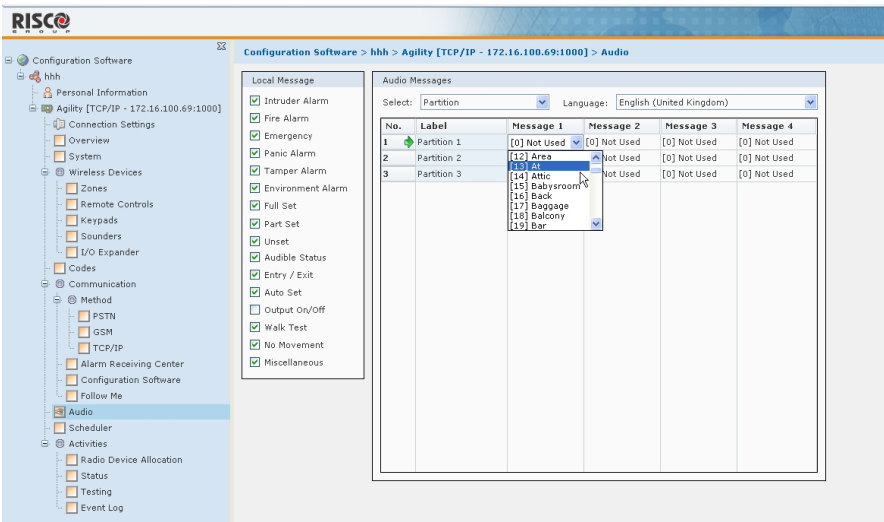 RISCO
GROUP
Configuration Software > hhh > Agility [TCP/IP - 172.16.100.69:1000] > Audio
Configuration Software
hhh
Personal Information
Agility [TCP/IP - 172.16.100.69:1000]
Connection Settings
Overview
System
Wireless Devices
Zones
Remote Controls
Keypads
Sounders
I/O Expander
Codes
Communication
Method
PSTN
GSM
TCP/IP
Alarm Receiving Center
Configuration Software
Follow Me
Audio
Scheduler
Activities
Radio Device Allocation
Status
Testing
Event Log
Local Message
Intruder Alarm
Fire Alarm
Emergency
Panic Alarm
Tamper Alarm
Environment Alarm
Full Set
Part Set
Unset
Audible Status
Entry / Exit
Auto Set
Output On/Off
Walk Test
No Movement
Miscellaneous
Audio Messages
Select: Partition Language: English (United Kingdom)
No. Label Message 1 Message 2 Message 3 Message 4
1 Partition 1 [0] Not Used [0] Not Used [0] Not Used [0] Not Used
2 Partition 2 Not Used [0] Not Used [0] Not Used
3 Partition 3 Not Used [0] Not Used [0] Not Used
[12] Area
[13] At
[14] Attic
[15] Babysroom
[16] Back
[17] Baggage
[18] Balcony
[19] Bar